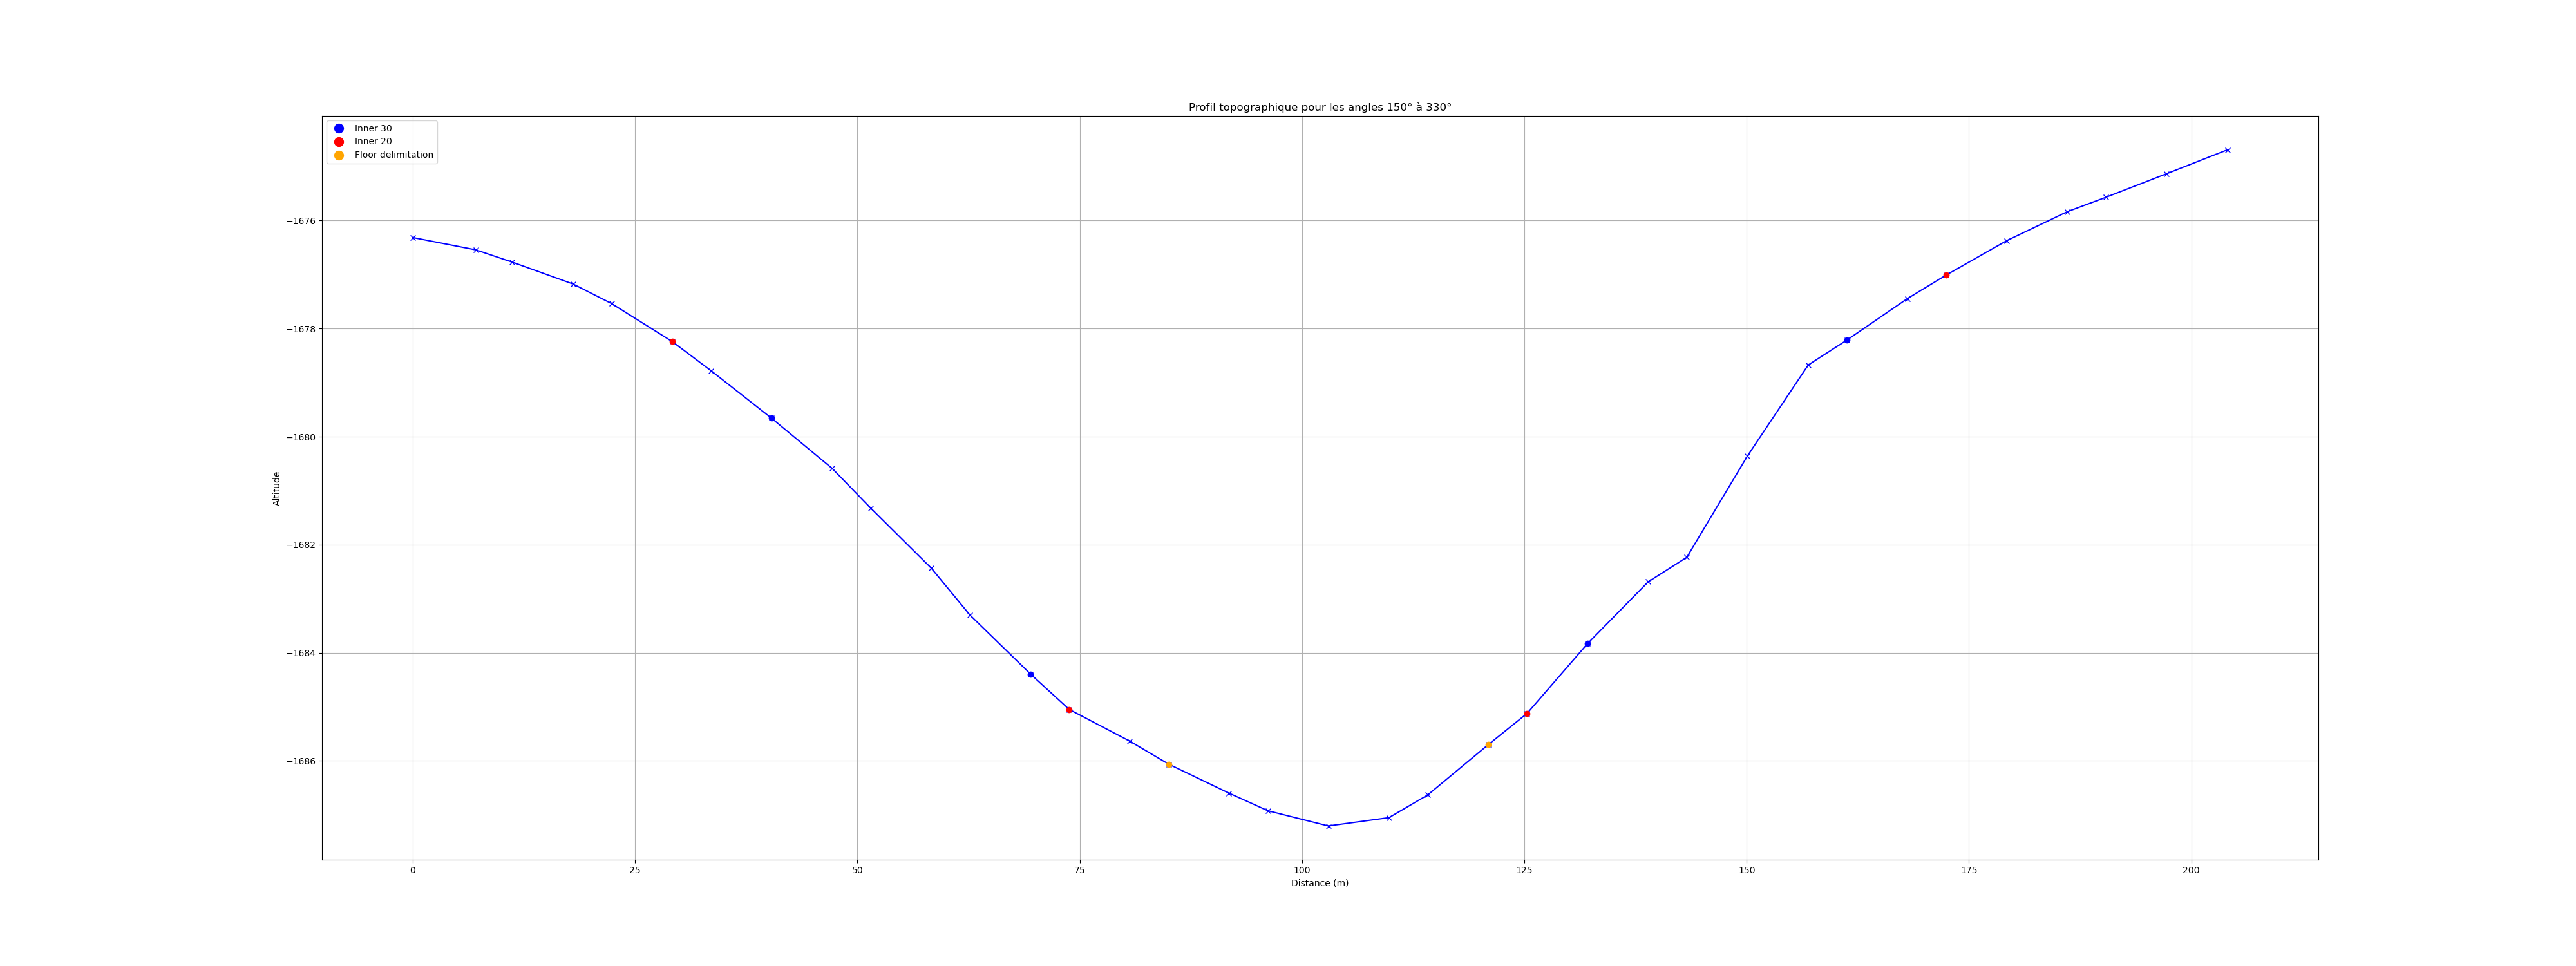 Profil topographique pour les angles 150° à 330°
Inner 30
Inner 20
Floor delimitation
Altitude
−1676
−1678
−1680
−1682
−1684
−1686
0 25 50 75 100 125 150 175 200
Distance (m)